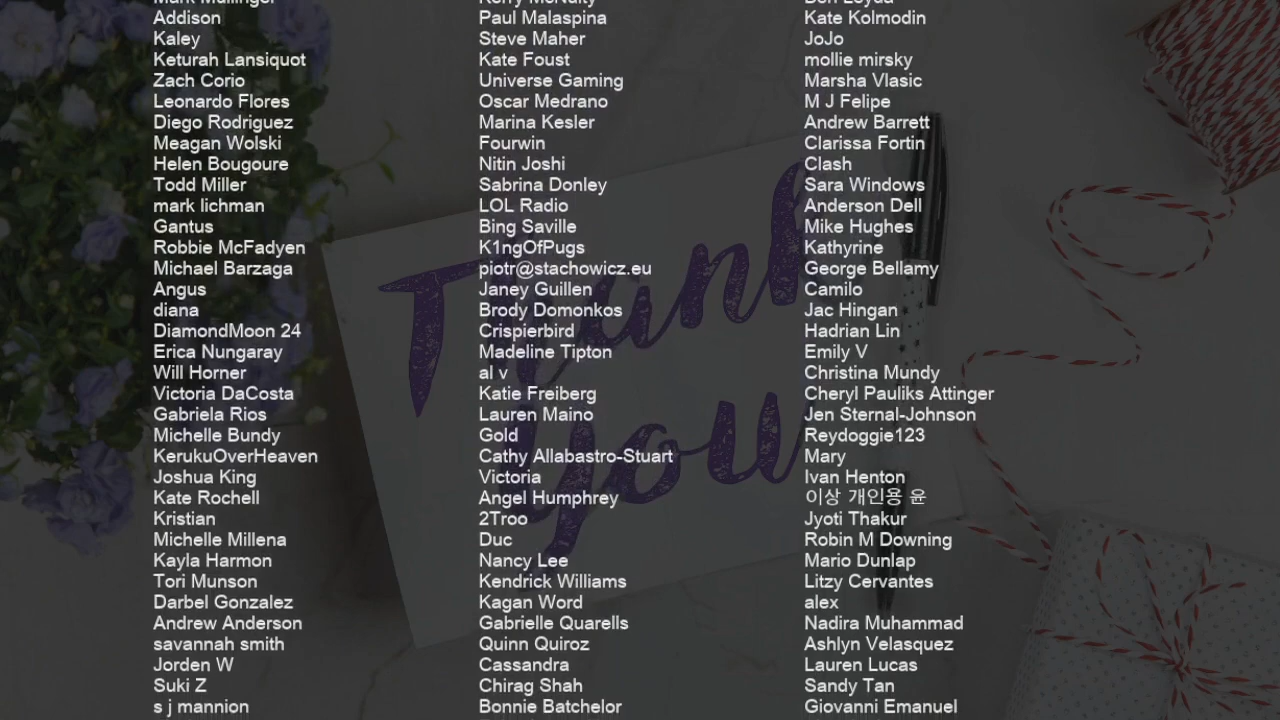 Addison
Kaley
Keturah Lansiquot
Zach Corio
Leonardo Flores
Diego Rodriguez
Meagan Wolski
Helen Bougoure
Todd Miller
mark lichman
Gantus
Robbie McFadyen
Michael Barzaga
Angus
diana
DiamondMoon 24
Erica Nungaray
Will Horner
Victoria DaCosta
Gabriela Rios
Michelle Bundy
KerukuOverHeaven
Joshua King
Kate Rochell
Kristian
Michelle Millena
Kayla Harmon
Tori Munson
Darbel Gonzalez
Andrew Anderson
savannah smith
Jorden W
Suki Z
s j mannion
Paul Malaspina
Steve Maher
Kate Foust
Universe Gaming
Oscar Medrano
Marina Kesler
Fourwin
Nitin Joshi
Sabrina Donley
LOL Radio
Bing Saville
K1ngOfPugs
piotr@stachowicz.eu
Janey Guillen
Brody Domonkos
Crispierbird
Madeline Tipton
al v
Katie Freiberg
Lauren Maino
Gold
Cathy Allabastro-Stuart
Victoria
Angel Humphrey
2Troo
Duc
Nancy Lee
Kendrick Williams
Kagan Word
Gabrielle Quarells
Quinn Quiroz
Cassandra
Chirag Shah
Bonnie Batchelor
Kate Kolmodin
JoJo
mollie mirsky
Marsha Vlasic
M J Felipe
Andrew Barrett
Clarissa Fortin
Clash
Sara Windows
Anderson Dell
Mike Hughes
Kathyrine
George Bellamy
Camilo
Jac Hingan
Hadrian Lin
Emily V
Christina Mundy
Cheryl Pauliks Attinger
Jen Sternal-Johnson
Reydoggie123
Mary
Ivan Henton
이상 개인용 윤
Jyoti Thakur
Robin M Downing
Mario Dunlap
Litzy Cervantes
alex
Nadira Muhammad
Ashlyn Velasquez
Lauren Lucas
Sandy Tan
Giovanni Emanuel
Thank
you